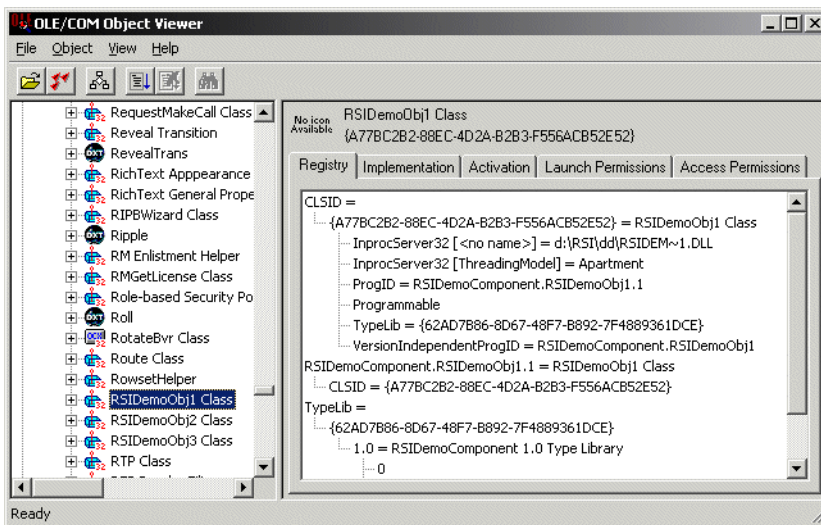 OLE/COM Object Viewer
File Object View Help
RequestMakeCall Class
Reveal Transition
RevealTrans
RichText Apppearance
RichText General Prope
RIPBWizard Class
Ripple
RM Enlistment Helper
RMGetLicense Class
Role-based Security Po
Roll
RotateBvr Class
Route Class
RowsetHelper
RSIDemoObj1 Class
RSIDemoObj2 Class
RSIDemoObj3 Class
RTP Class
No icon
Available
RSIDemoObj1 Class
{A77BC2B2-88EC-4D2A-B2B3-F556ACB52E52}
Registry Implementation Activation Launch Permissions Access Permissions
CLSID =
{A77BC2B2-88EC-4D2A-B2B3-F556ACB52E52} = RSIDemoObj1 Class
InprocServer32 [<no name>] = d:\RSI\dd\RSIDEM~1.DLL
InprocServer32 [ThreadingModel] = Apartment
ProgID = RSIDemoComponent.RSIDemoObj1.1
Programmable
TypeLib = {62AD7B86-8D67-48F7-B892-7F4889361DCE}
VersionIndependentProgID = RSIDemoComponent.RSIDemoObj1
RSIDemoComponent.RSIDemoObj1.1 = RSIDemoObj1 Class
CLSID = {A77BC2B2-88EC-4D2A-B2B3-F556ACB52E52}
TypeLib =
{62AD7B86-8D67-48F7-B892-7F4889361DCE}
1.0 = RSIDemoComponent 1.0 Type Library
0
Ready